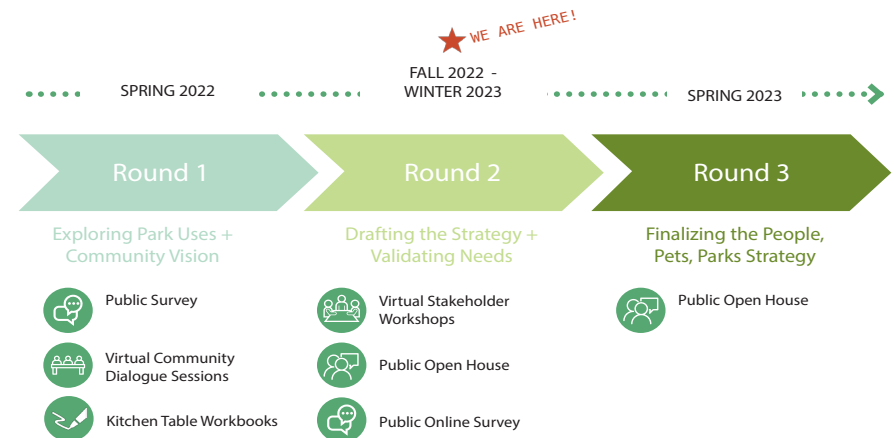 WE ARE HERE!
SPRING 2022
FALL 2022 -
WINTER 2023
SPRING 2023
Round 1
Round 2
Round 3
Exploring Park Uses +
Community Vision
Drafting the Strategy +
Validating Needs
Finalizing the People,
Pets, Parks Strategy
Public Survey
Virtual Community
Dialogue Sessions
Kitchen Table Workbooks
Virtual Stakeholder
Workshops
Public Open House
Public Online Survey
Public Open House